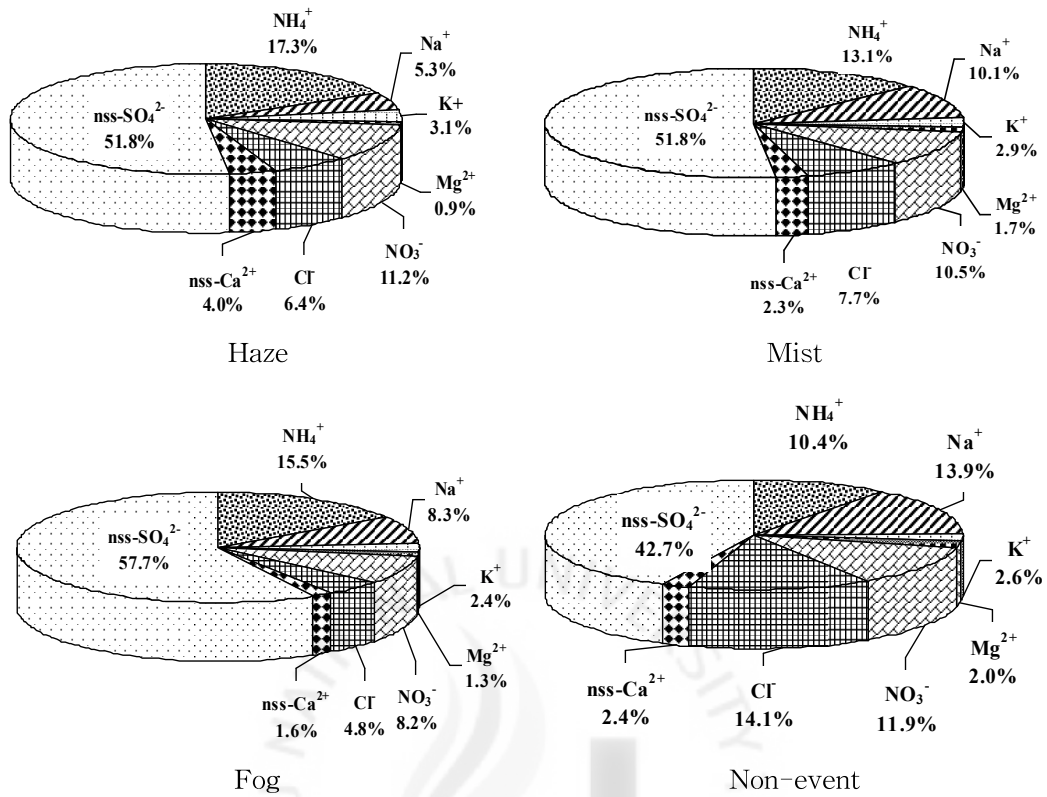 NH₄⁺
17.3%
Na⁺
5.3%
K+
3.1%
Mg²⁺
0.9%
NO₃⁻
11.2%
Cl⁻
6.4%
nss-Ca²⁺
4.0%
nss-SO₄²⁻
51.8%
Haze
NH₄⁺
13.1%
Na⁺
10.1%
K⁺
2.9%
Mg²⁺
1.7%
NO₃⁻
10.5%
Cl⁻
7.7%
nss-Ca²⁺
2.3%
nss-SO₄²⁻
51.8%
Mist
NH₄⁺
15.5%
Na⁺
8.3%
K⁺
2.4%
Mg²⁺
1.3%
NO₃⁻
8.2%
Cl⁻
4.8%
nss-Ca²⁺
1.6%
nss-SO₄²⁻
57.7%
Fog
NH₄⁺
10.4%
Na⁺
13.9%
K⁺
2.6%
Mg²⁺
2.0%
NO₃⁻
11.9%
Cl⁻
14.1%
nss-Ca²⁺
2.4%
nss-SO₄²⁻
42.7%
Non-event